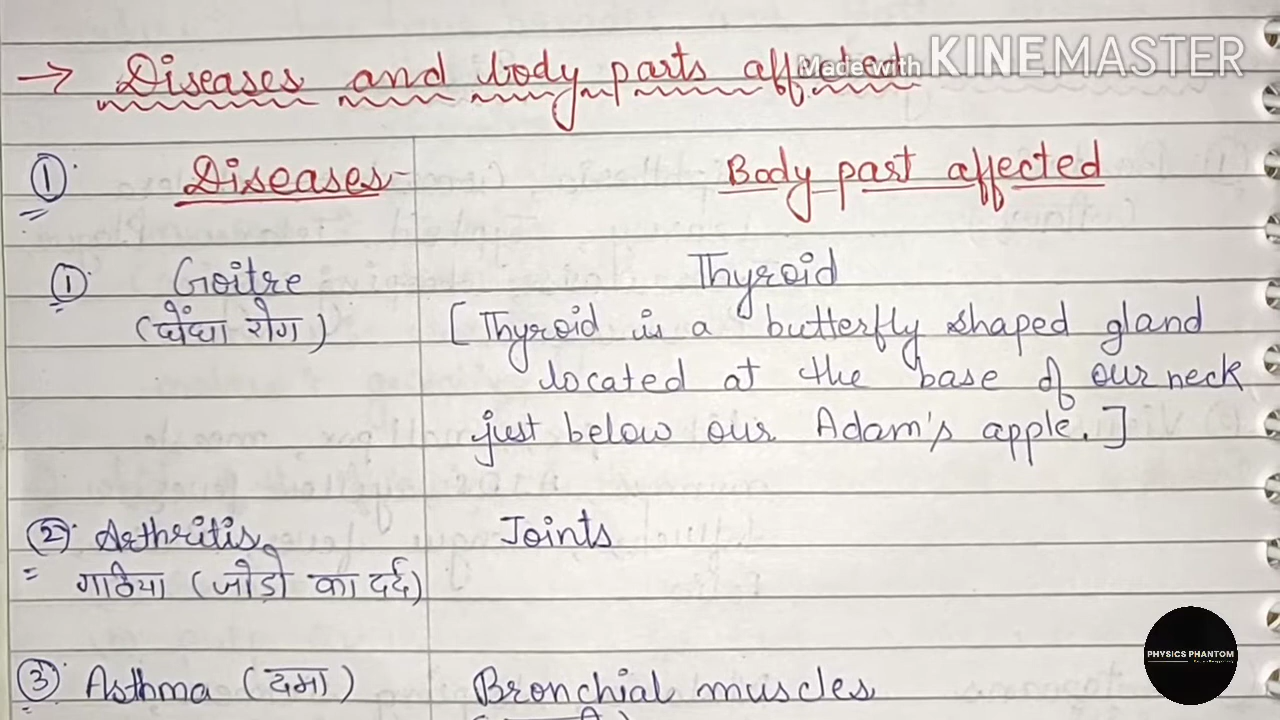 → Diseases and body parts affected
Made with KINEMASTER
① Diseases- Body part affected
① Goitre Thyroid
(घेंघा रोग) [Thyroid is a butterfly shaped gland
located at the base of our neck
just below our Adam's apple.]
(2) Arthritis Joints
गाठिया (जोड़ो का दर्द)
③ Asthma (दमा) Bronchial muscles
PHYSICS PHANTOM